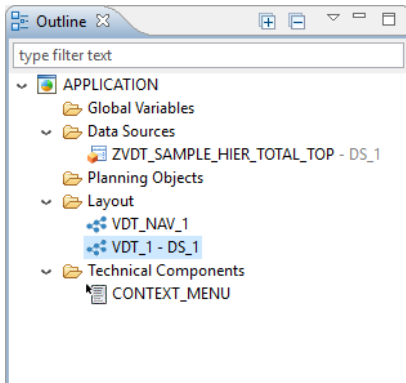 Outline
type filter text
APPLICATION
Global Variables
Data Sources
ZVDT_SAMPLE_HIER_TOTAL_TOP - DS_1
Planning Objects
Layout
VDT_NAV_1
VDT_1 - DS_1
Technical Components
CONTEXT_MENU